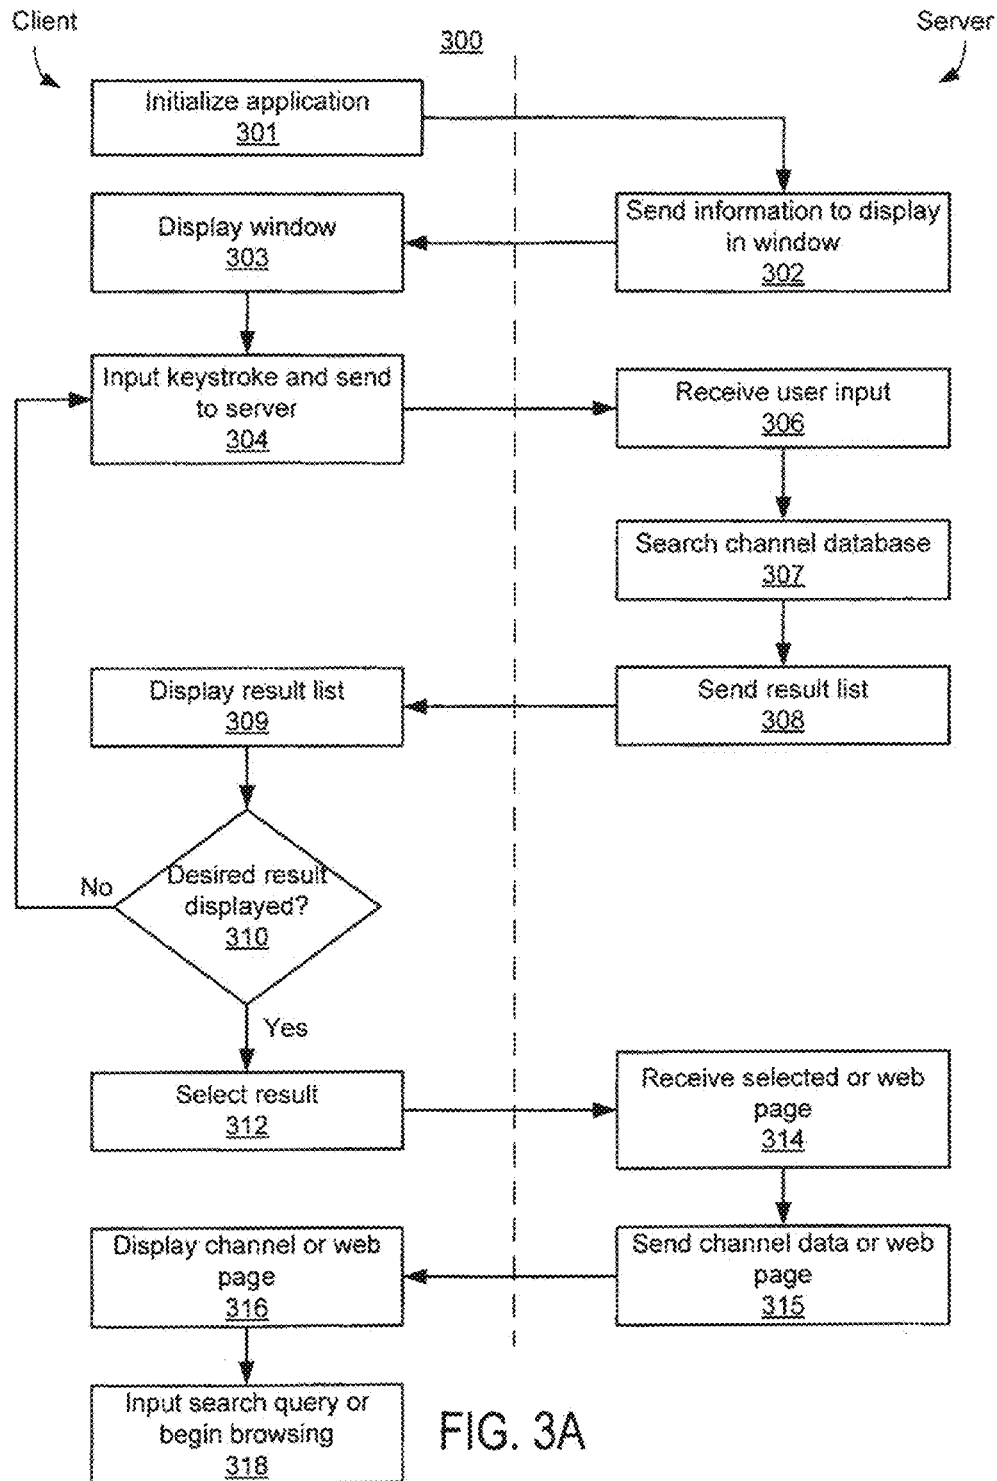 Client
300
Server
Initialize application
301
Send information to display
in window
302
Display window
303
Input keystroke and send
to server
304
Receive user input
306
Search channel database
307
Send result list
308
Display result list
309
Desired result
displayed?
310
No
Yes
Select result
312
Receive selected or web
page
314
Send channel data or web
page
315
Display channel or web
page
316
Input search query or
begin browsing
318
FIG. 3A